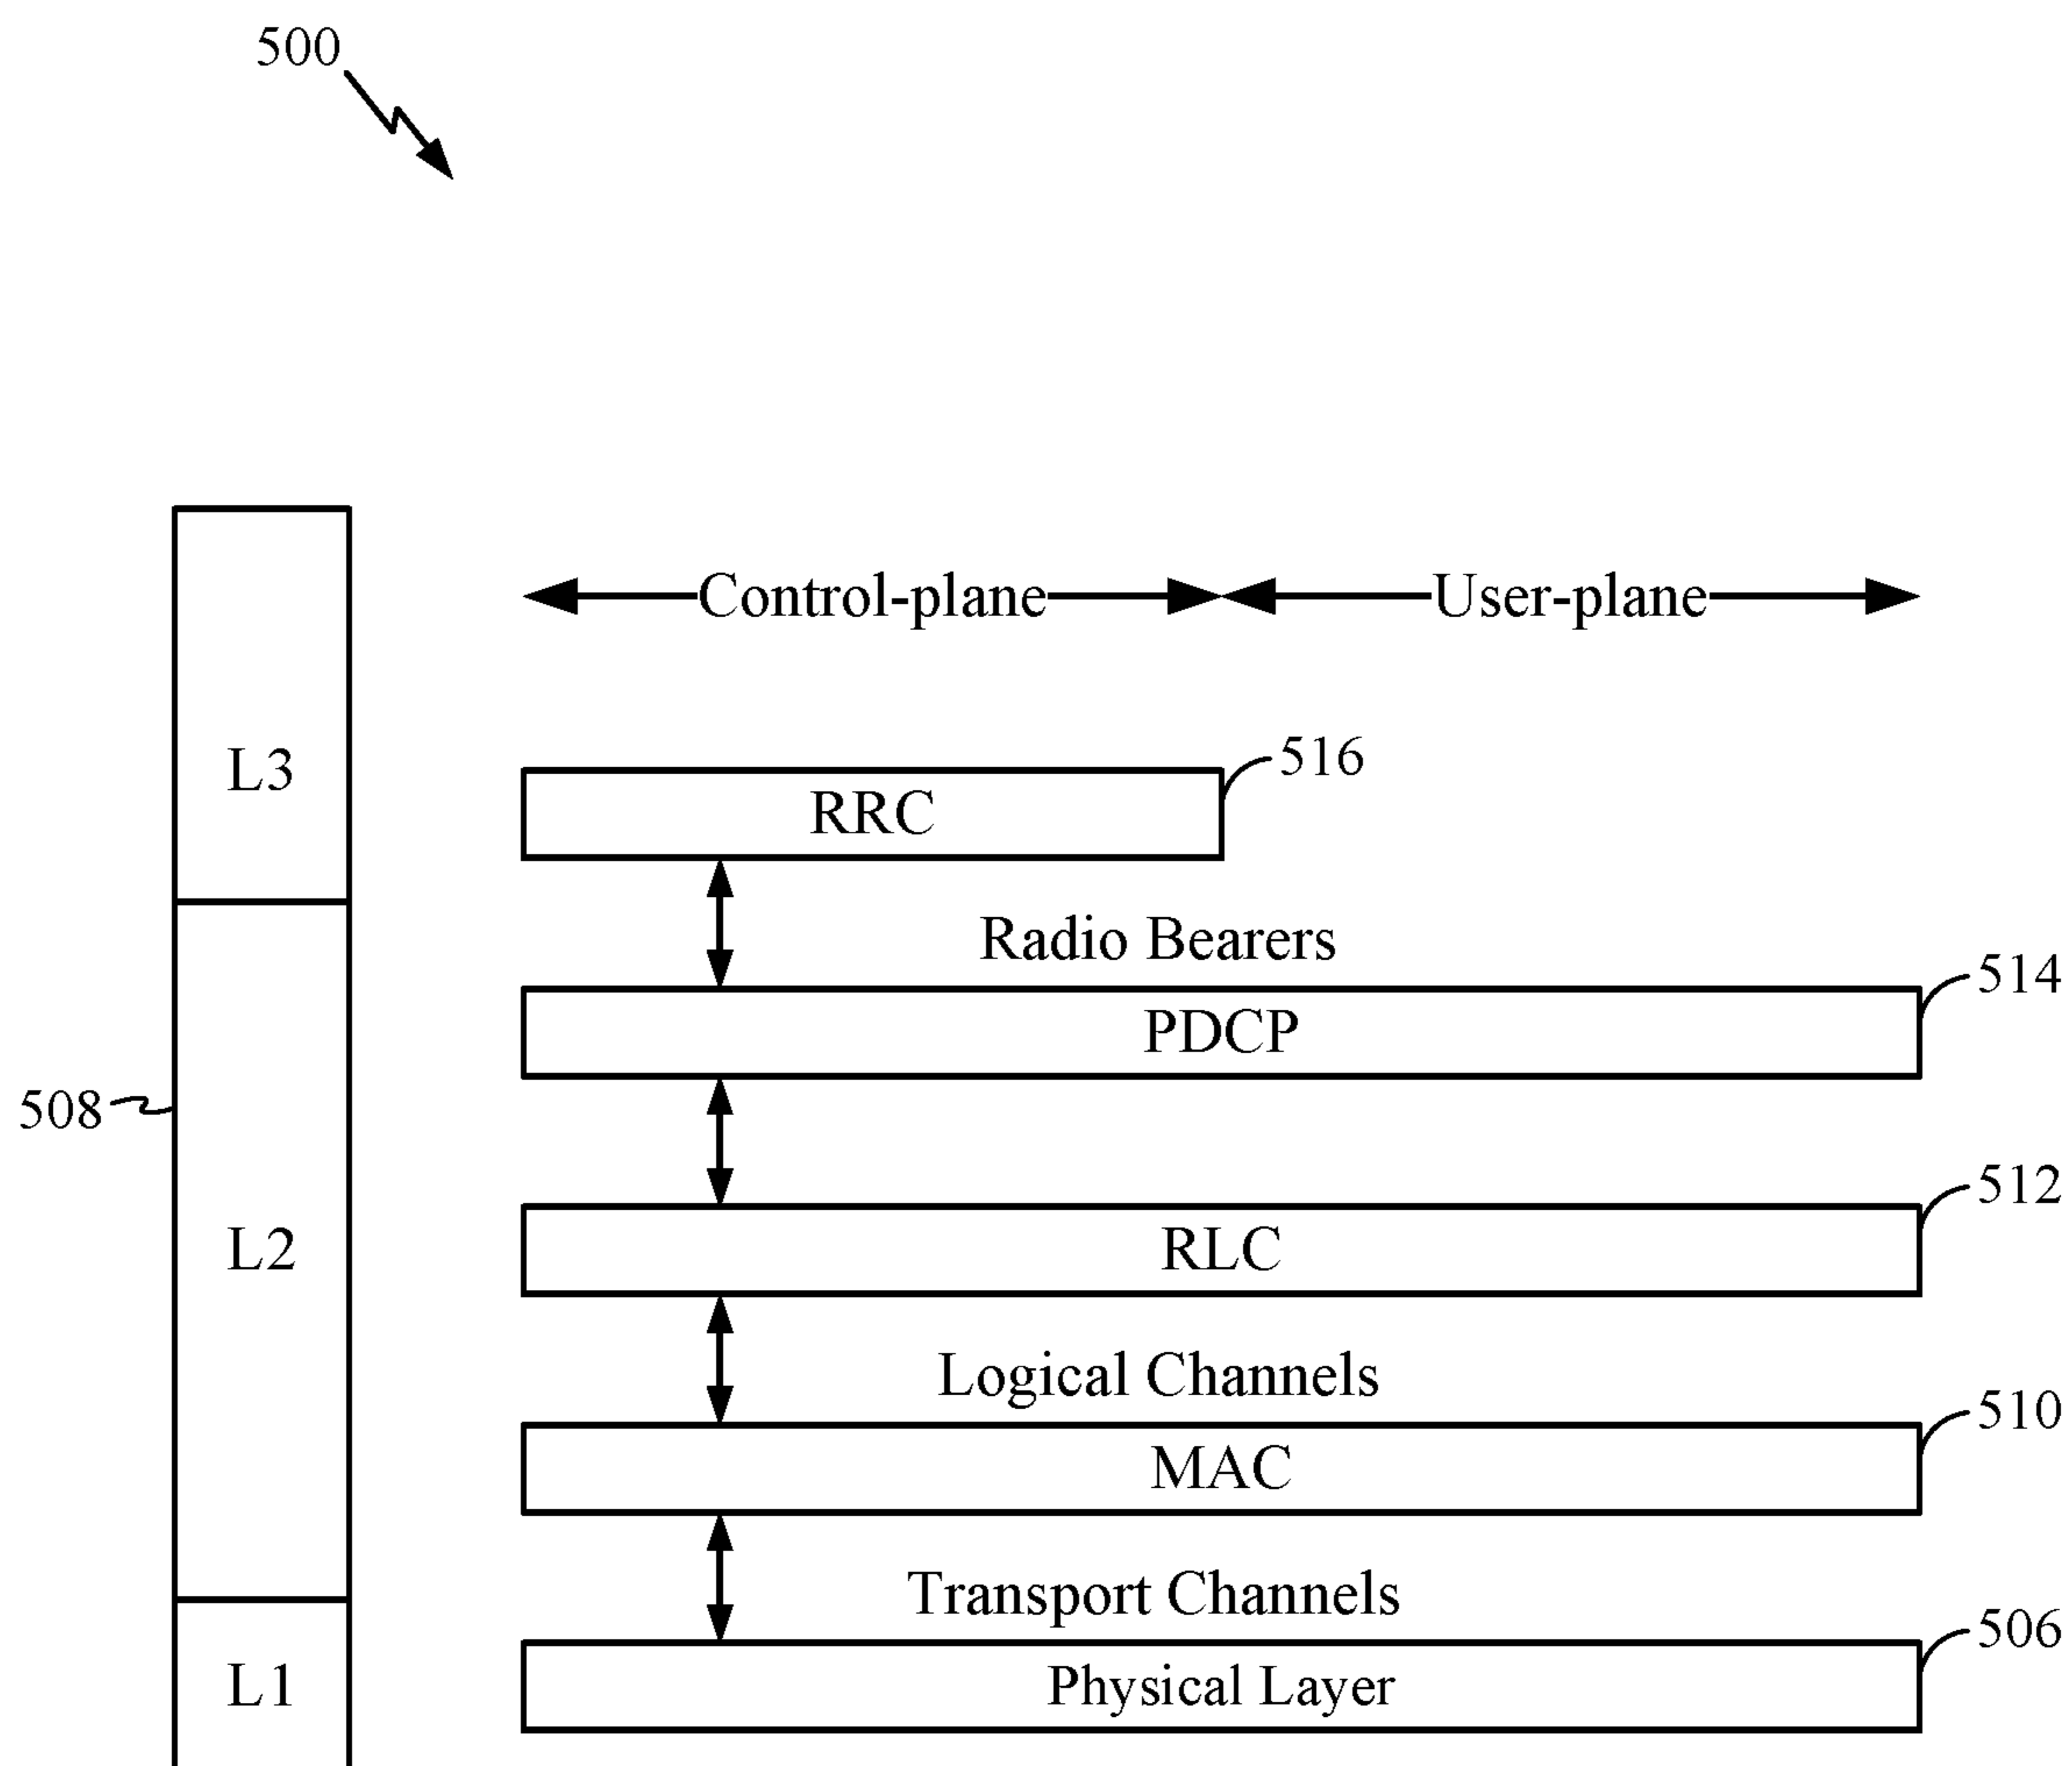 500
Control-plane User-plane
L3
516
RRC
Radio Bearers
514
PDCP
508
512
RLC
L2
Logical Channels
510
MAC
Transport Channels
506
Physical Layer
L1